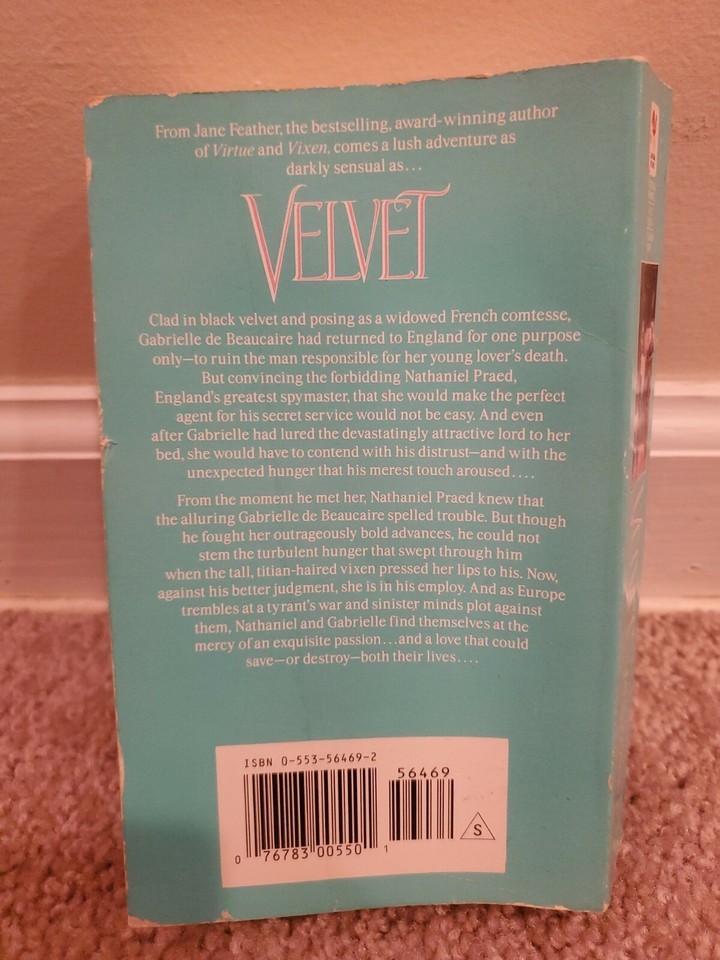 From Jane Feather, the bestselling, award-winning author
of Virtue and Vixen, comes a lush adventure as
darkly sensual as...
VELVET
Clad in black velvet and posing as a widowed French comtesse,
Gabrielle de Beaucaire had returned to England for one purpose
only—to ruin the man responsible for her young lover's death.
But convincing the forbidding Nathaniel Praed,
England's greatest spymaster, that she would make the perfect
agent for his secret service would not be easy. And even
after Gabrielle had lured the devastatingly attractive lord to her
bed, she would have to contend with his distrust—and with the
unexpected hunger that his merest touch aroused....
From the moment he met her, Nathaniel Praed knew that
the alluring Gabrielle de Beaucaire spelled trouble. But though
he fought her outrageously bold advances, he could not
stem the turbulent hunger that swept through him
when the tall, titian-haired vixen pressed her lips to his. Now,
against his better judgment, she is in his employ. And as Europe
trembles at a tyrant's war and sinister minds plot against
them, Nathaniel and Gabrielle find themselves at the
mercy of an exquisite passion...and a love that could
save—or destroy—both their lives....
ISBN 0-553-56469-2
56469
S
0 76783 00550 1